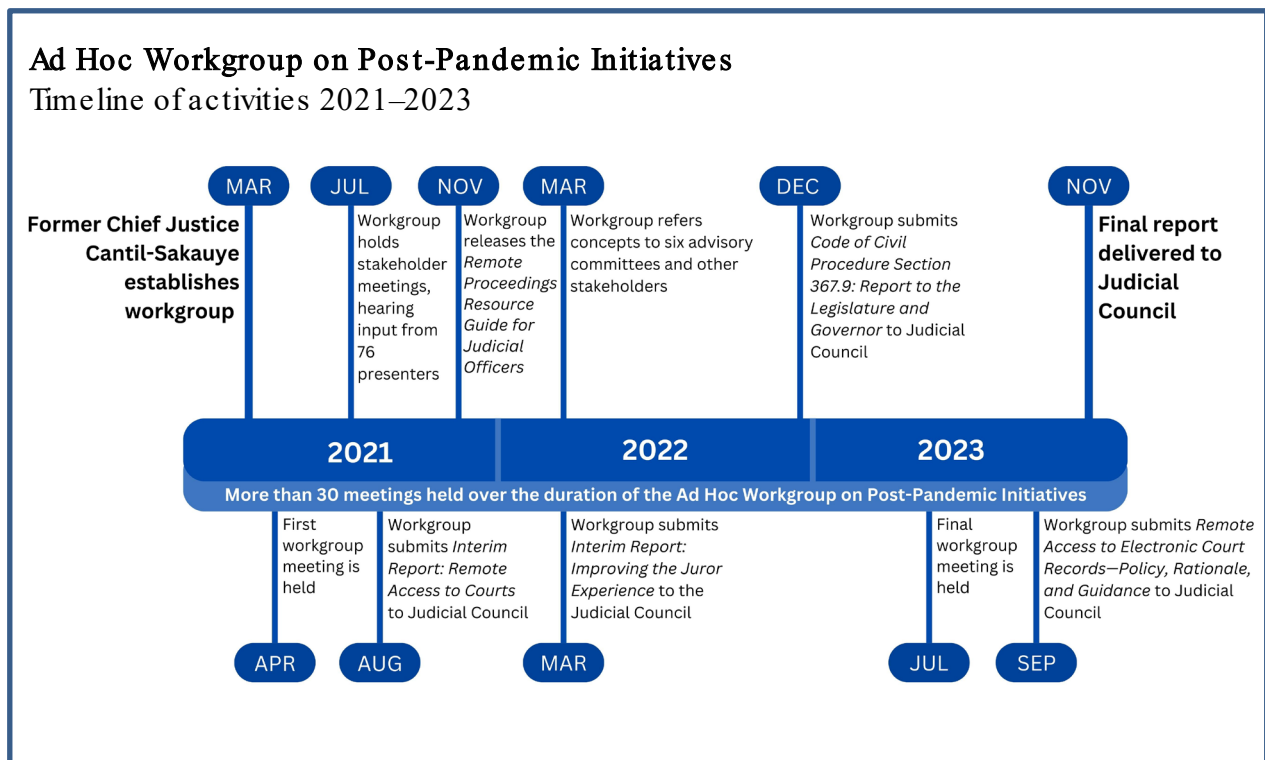 Ad Hoc Workgroup on Post-Pandemic Initiatives
Timeline of activities 2021–2023
MAR
Former Chief Justice
Cantil-Sakauye
establishes
workgroup
JUL
Workgroup
holds
stakeholder
meetings,
hearing
input from
76
presenters
NOV
Workgroup
releases the
Remote
Proceedings
Resource
Guide for
Judicial
Officers
MAR
Workgroup refers
concepts to six advisory
committees and other
stakeholders
DEC
Workgroup submits
Code of Civil
Procedure Section
367.9: Report to the
Legislature and
Governor to Judicial
Council
NOV
Final report
delivered to
Judicial
Council
2021
2022
2023
More than 30 meetings held over the duration of the Ad Hoc Workgroup on Post-Pandemic Initiatives
First
workgroup
meeting is
held
APR
Workgroup
submits Interim
Report: Remote
Access to Courts
to Judicial Council
AUG
Workgroup submits
Interim Report:
Improving the Juror
Experience to the
Judicial Council
MAR
Final
workgroup
meeting is
held
JUL
Workgroup submits Remote
Access to Electronic Court
Records—Policy, Rationale,
and Guidance to Judicial
Council
SEP